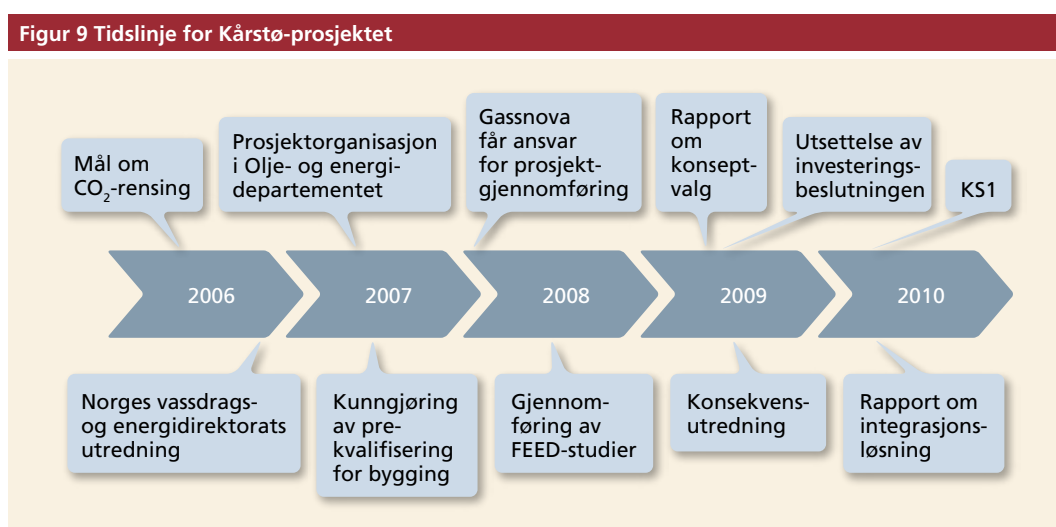 Figur 9 Tidslinje for Kårstø-prosjektet
Mål om
CO₂-rensing
Prosjektorganisasjon
i Olje- og energi-
departementet
Gassnova
får ansvar
for prosjekt-
gjennomføring
Rapport
om
konsept-
valg
Utsettelse av
investerings-
beslutningen
KS1
2006
2007
2008
2009
2010
Norges vassdrags-
og energidirektorats
utredning
Kunngjøring
av pre-
kvalifisering
for bygging
Gjennom-
føring av
FEED-studier
Konsekvens-
utredning
Rapport om
integrasjons-
løsning